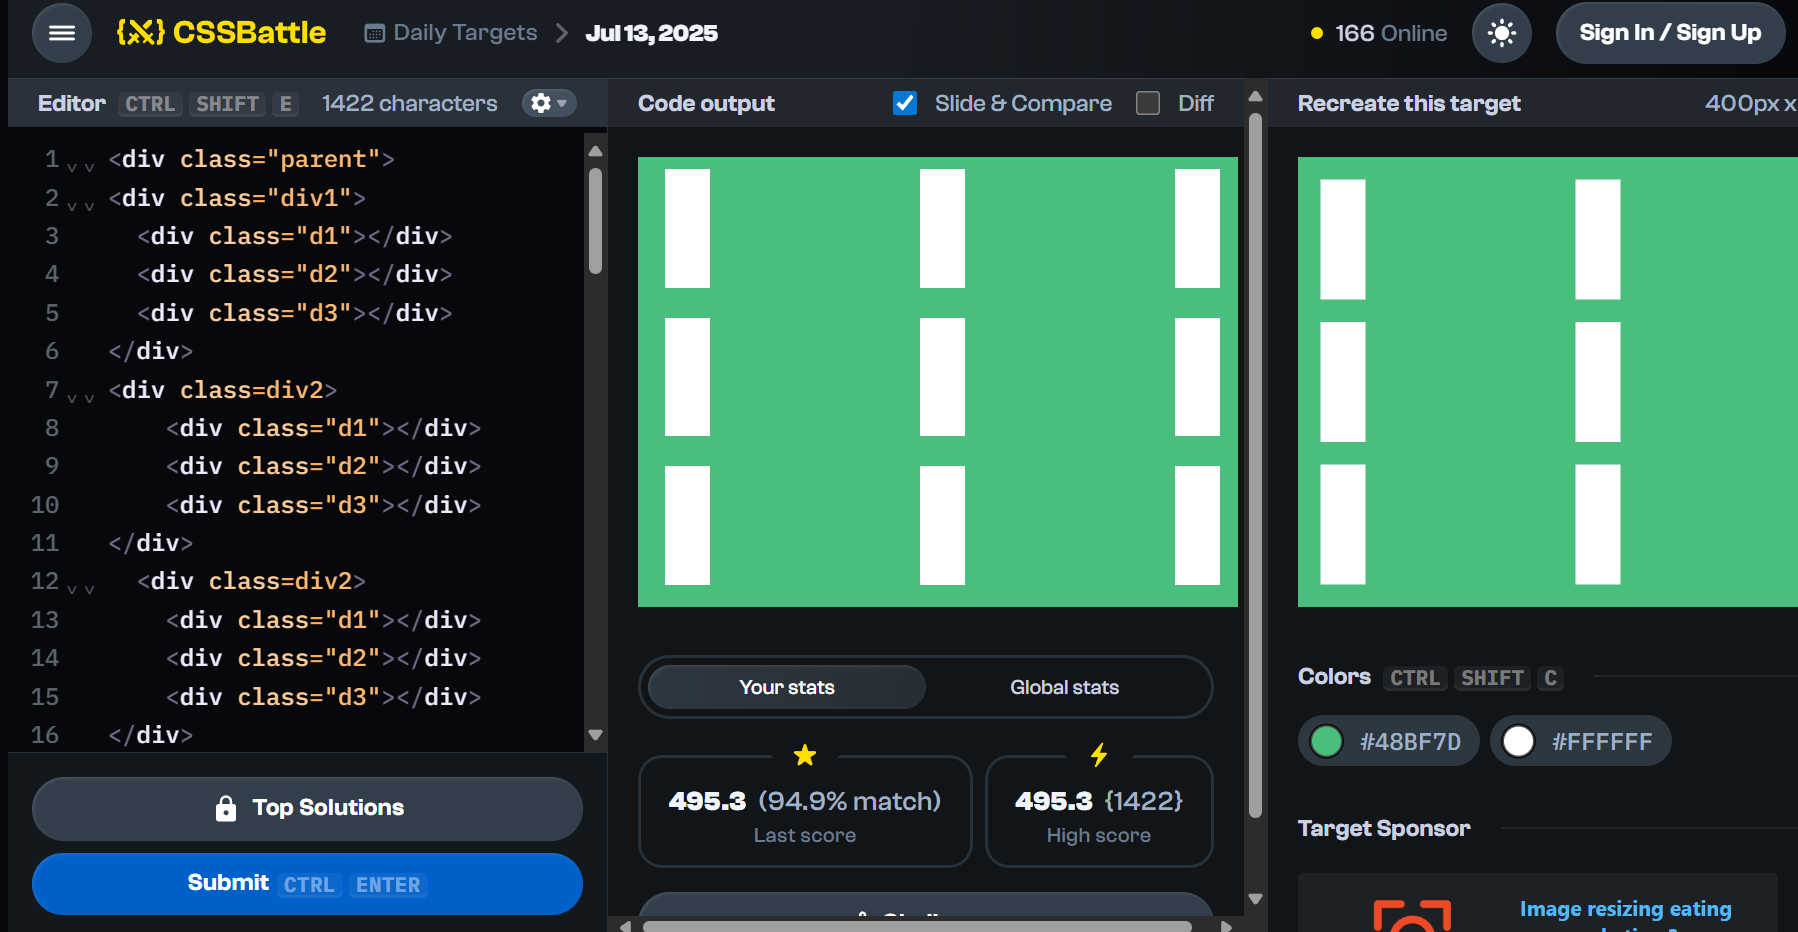 CSSBattle
Daily Targets
Jul 13, 2025
166 Online
Sign In / Sign Up
Editor CTRL SHIFT E 1422 characters
Code output
Slide & Compare
Diff
Recreate this target
400px x
1 <div class="parent">
2 <div class="div1">
3 <div class="d1"></div>
4 <div class="d2"></div>
5 <div class="d3"></div>
6 </div>
7 <div class=div2>
8 <div class="d1"></div>
9 <div class="d2"></div>
10 <div class="d3"></div>
11 </div>
12 <div class=div2>
13 <div class="d1"></div>
14 <div class="d2"></div>
15 <div class="d3"></div>
16 </div>
Top Solutions
Submit CTRL ENTER
Your stats
Global stats
495.3 (94.9% match)
Last score
495.3 {1422}
High score
Colors CTRL SHIFT C
#48BF7D
#FFFFFF
Target Sponsor
Image resizing eating